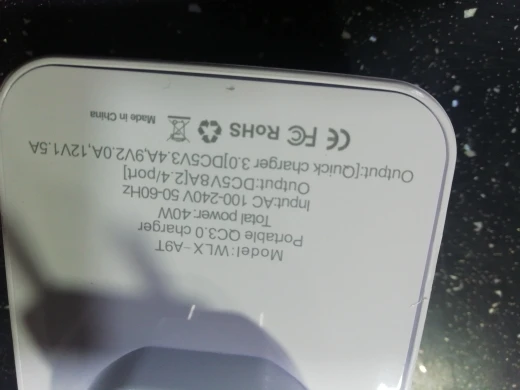 Model:WLX-A9T
Portable QC3.0 charger
Total power:40W
Input:AC 100-240V 50-60Hz
Output:DC5V8A[2.4/port]
Output:[Quick charger 3.0]DC5V3.4A,9V2.0A,12V1.5A
CE FC RoHS Made in China